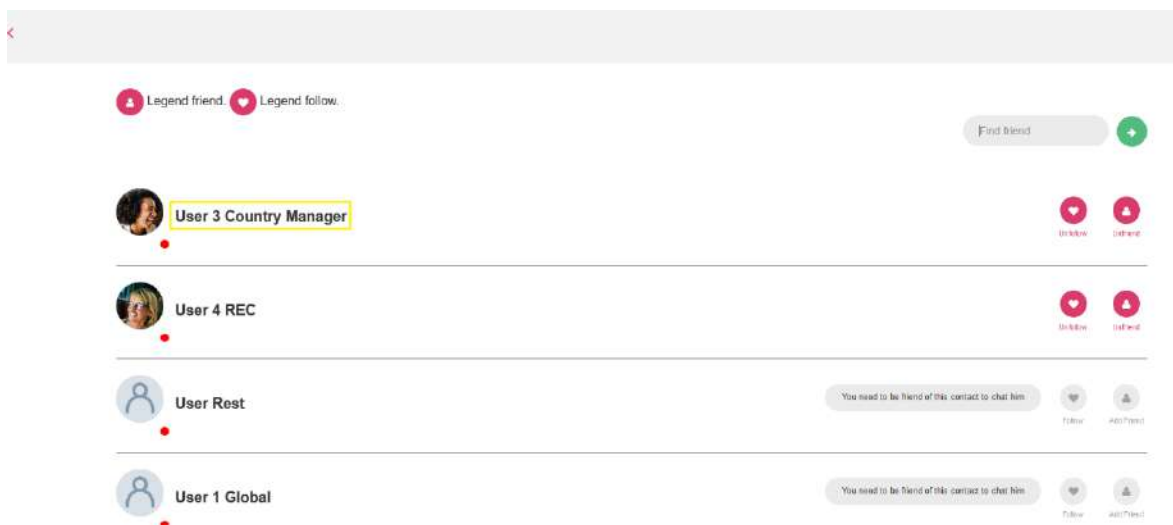 Legend friend. Legend follow.
Find friend
User 3 Country Manager
Unfollow Unfriend
User 4 REC
Unfollow Unfriend
User Rest
You need to be friend of this contact to chat him
Follow Add Friend
User 1 Global
You need to be friend of this contact to chat him
Follow Add Friend